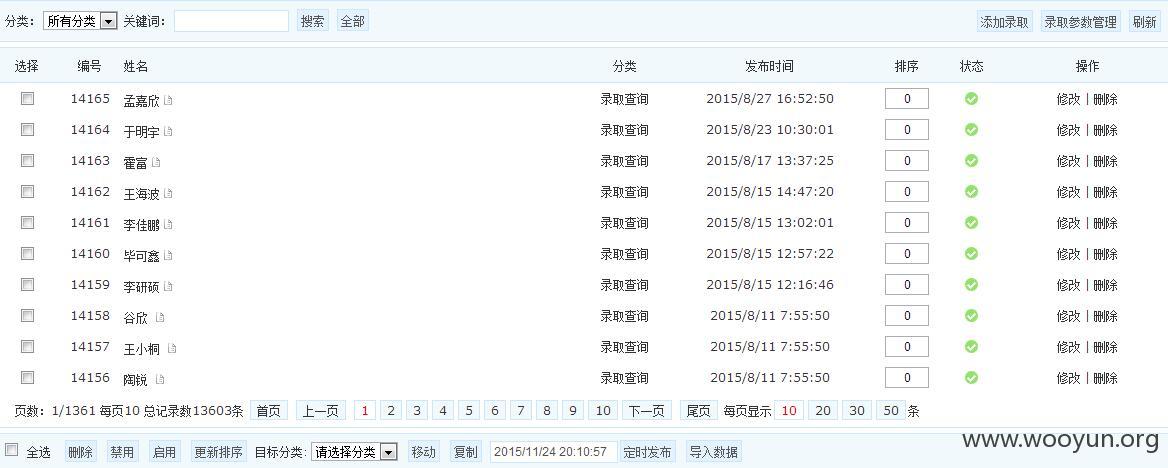 分类: 所有分类 关键词: 搜索 全部 添加录取 录取参数管理 刷新
选择 编号 姓名 分类 发布时间 排序 状态 操作
14165 孟嘉欣 录取查询 2015/8/27 16:52:50 0 修改 | 删除
14164 于明宇 录取查询 2015/8/23 10:30:01 0 修改 | 删除
14163 霍富 录取查询 2015/8/17 13:37:25 0 修改 | 删除
14162 王海波 录取查询 2015/8/15 14:47:20 0 修改 | 删除
14161 李佳鹏 录取查询 2015/8/15 13:02:01 0 修改 | 删除
14160 毕可鑫 录取查询 2015/8/15 12:57:22 0 修改 | 删除
14159 李研硕 录取查询 2015/8/15 12:16:46 0 修改 | 删除
14158 谷欣 录取查询 2015/8/11 7:55:50 0 修改 | 删除
14157 王小桐 录取查询 2015/8/11 7:55:50 0 修改 | 删除
14156 陶锐 录取查询 2015/8/11 7:55:50 0 修改 | 删除
页数: 1/1361 每页10 总记录数13603条 首页 上一页 1 2 3 4 5 6 7 8 9 10 下一页 尾页 每页显示 10 20 30 50 条
全选 删除 禁用 启用 更新排序 目标分类: 请选择分类 移动 复制 2015/11/24 20:10:57 定时发布 导入数据
www.wooyun.org